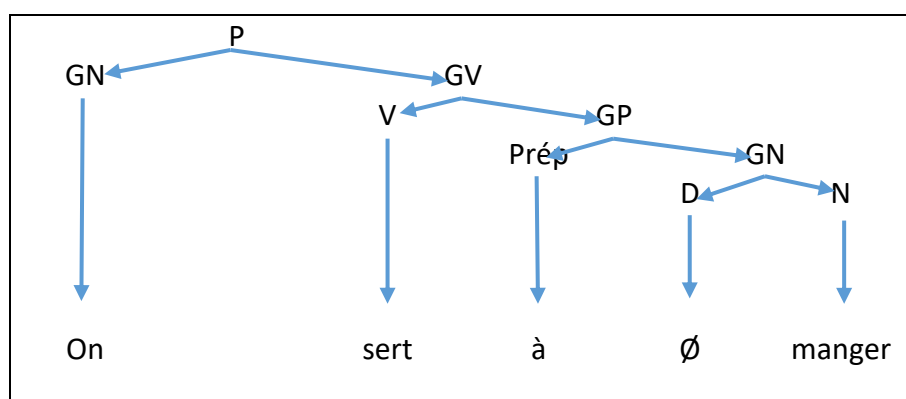 P
GN GV
V GP
Prép GN
D N
On sert à Ø manger